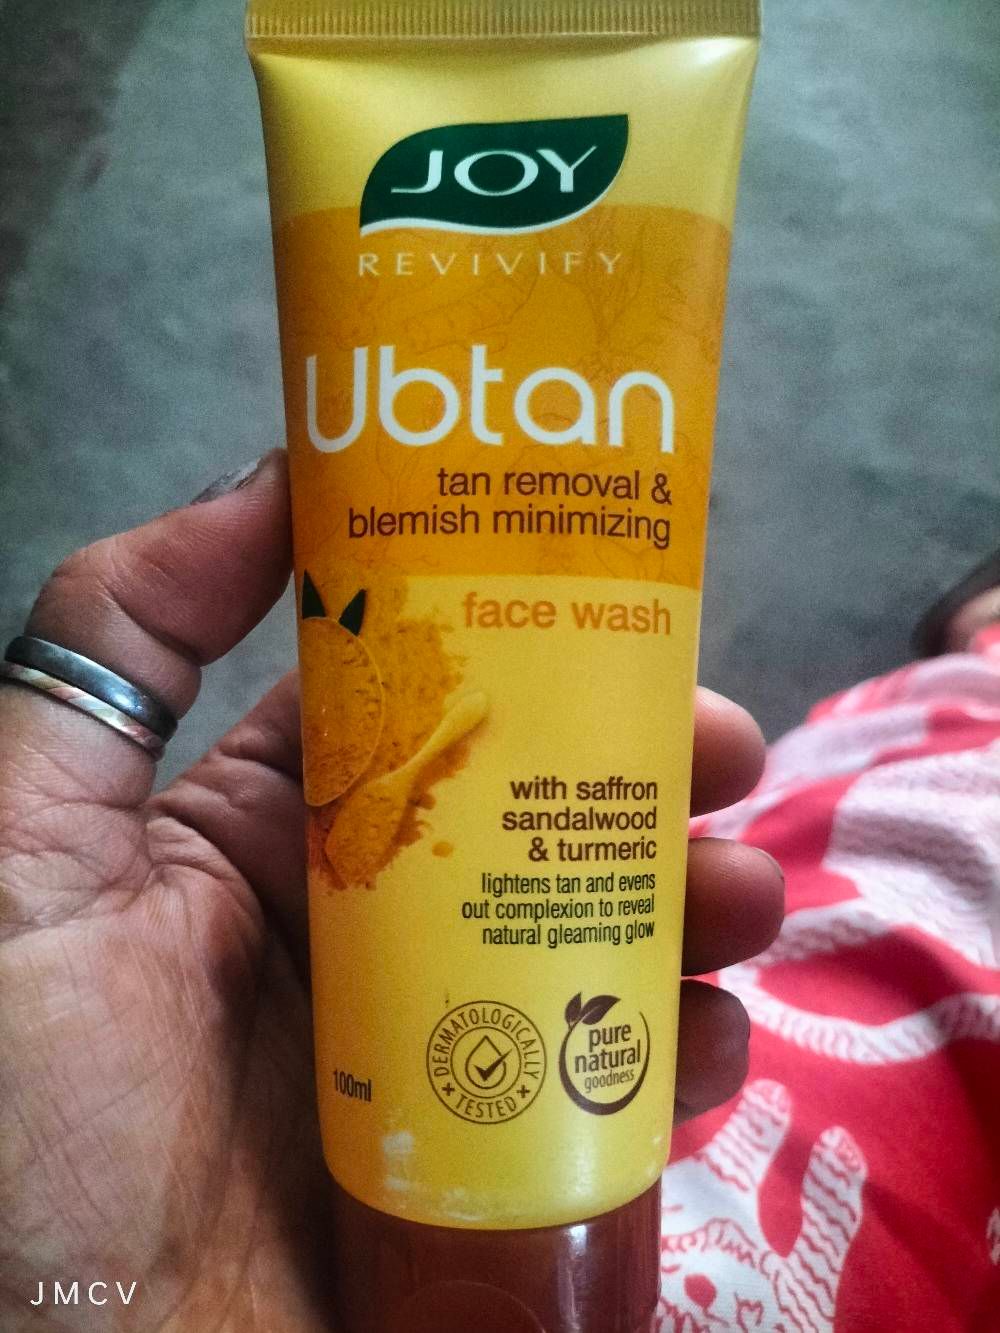 JOY
REVIVIFY
Ubtan
tan removal &
blemish minimizing
face wash
with saffron
sandalwood
& turmeric
lightens tan and evens
out complexion to reveal
natural gleaming glow
DERMATOLOGICALLY
TESTED
pure
natural
goodness
100ml
JMCV